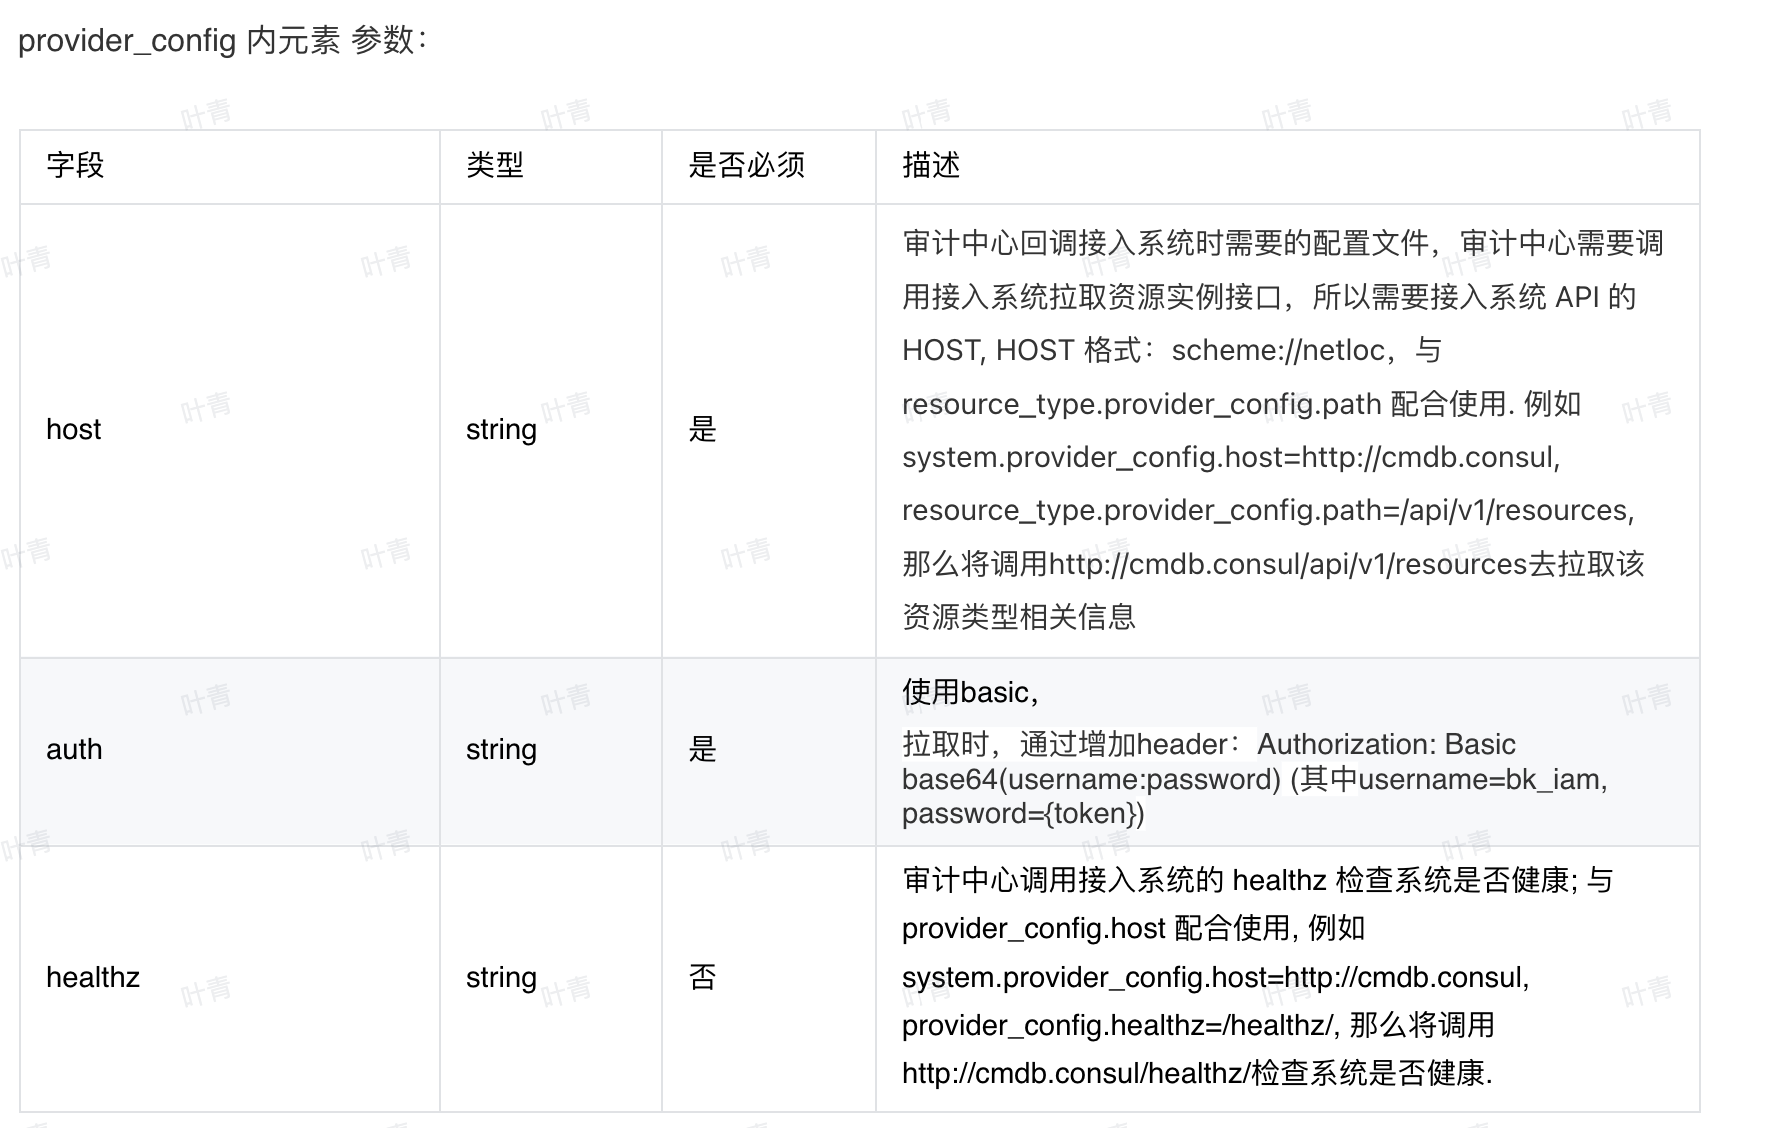 provider_config 内元素 参数：
字段
类型
是否必须
描述
host
string
是
审计中心回调接入系统时需要的配置文件，审计中心需要调
用接入系统拉取资源实例接口，所以需要接入系统 API 的
HOST, HOST 格式：scheme://netloc，与
resource_type.provider_config.path 配合使用. 例如
system.provider_config.host=http://cmdb.consul,
resource_type.provider_config.path=/api/v1/resources,
那么将调用http://cmdb.consul/api/v1/resources去拉取该
资源类型相关信息
auth
string
是
使用basic，
拉取时，通过增加header：Authorization: Basic
base64(username:password) (其中username=bk_iam,
password={token})
healthz
string
否
审计中心调用接入系统的 healthz 检查系统是否健康; 与
provider_config.host 配合使用, 例如
system.provider_config.host=http://cmdb.consul,
provider_config.healthz=/healthz/, 那么将调用
http://cmdb.consul/healthz/检查系统是否健康.
叶青